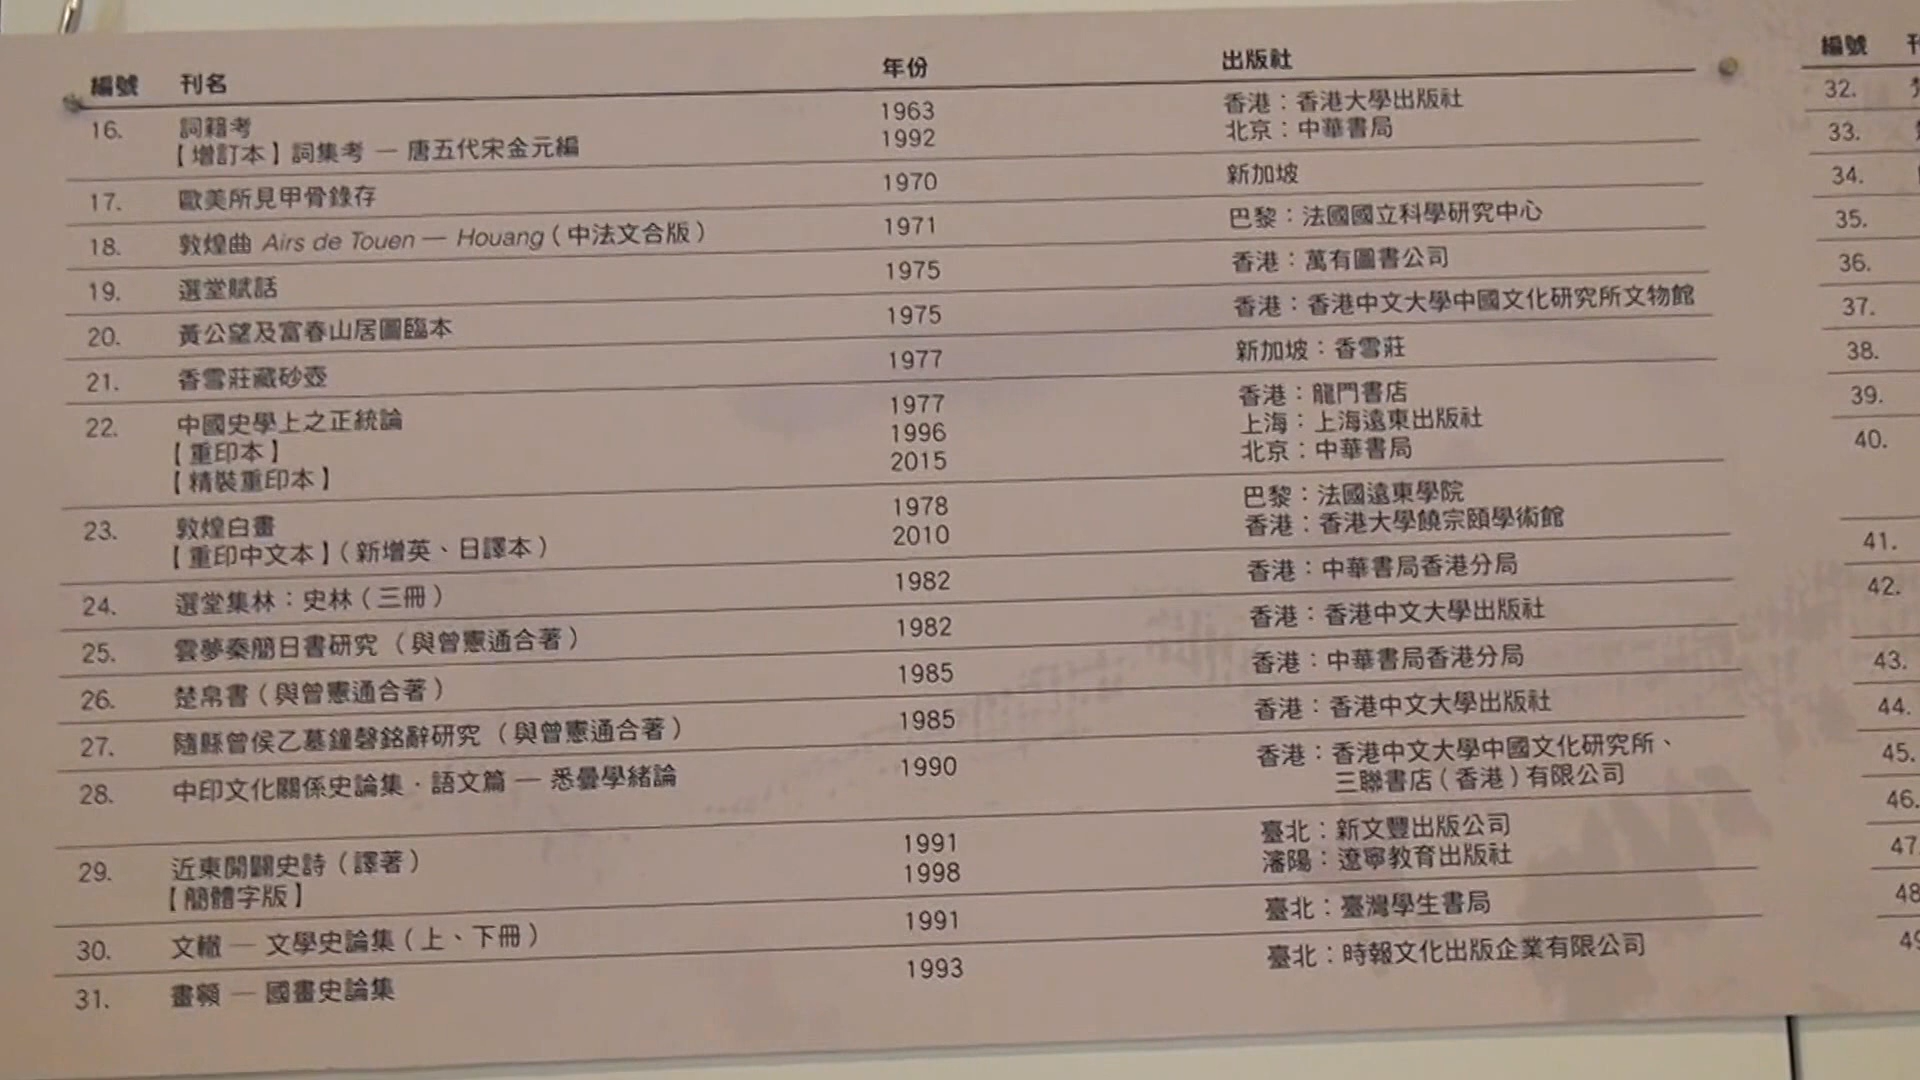 編號 刊名 年份 出版社
16. 詞籍考 1963 香港：香港大學出版社
【增訂本】詞集考 — 唐五代宋金元編 1992 北京：中華書局
17. 歐美所見甲骨錄存 1970 新加坡
18. 敦煌曲 Airs de Touen — Houang（中法文合版） 1971 巴黎：法國國立科學研究中心
19. 選堂賦話 1975 香港：萬有圖書公司
20. 黃公望及富春山居圖臨本 1975 香港：香港中文大學中國文化研究所文物館
21. 香雪莊藏砂壺 1977 新加坡：香雪莊
22. 中國史學上之正統論 1977 香港：龍門書店
【重印本】 1996 上海：上海遠東出版社
【精裝重印本】 2015 北京：中華書局
23. 敦煌白畫 1978 巴黎：法國遠東學院
【重印中文本】（新增英、日譯本） 2010 香港：香港大學饒宗頤學術館
24. 選堂集林：史林（三冊） 1982 香港：中華書局香港分局
25. 雲夢秦簡日書研究（與曾憲通合著） 1982 香港：香港中文大學出版社
26. 楚帛書（與曾憲通合著） 1985 香港：中華書局香港分局
27. 隨縣曾侯乙墓鐘磬銘辭研究（與曾憲通合著） 1985 香港：香港中文大學出版社
28. 中印文化關係史論集．語文篇 — 悉曇學緒論 1990 香港：香港中文大學中國文化研究所、
三聯書店（香港）有限公司
29. 近東開闢史詩（譯著） 1991 臺北：新文豐出版公司
【簡體字版】 1998 瀋陽：遼寧教育出版社
30. 文轍 — 文學史論集（上、下冊） 1991 臺北：臺灣學生書局
31. 畫𩕳 — 國畫史論集 1993 臺北：時報文化出版企業有限公司
編號
32.
33.
34.
35.
36.
37.
38.
39.
40.
41.
42.
43.
44.
45.
46.
47.
48
49